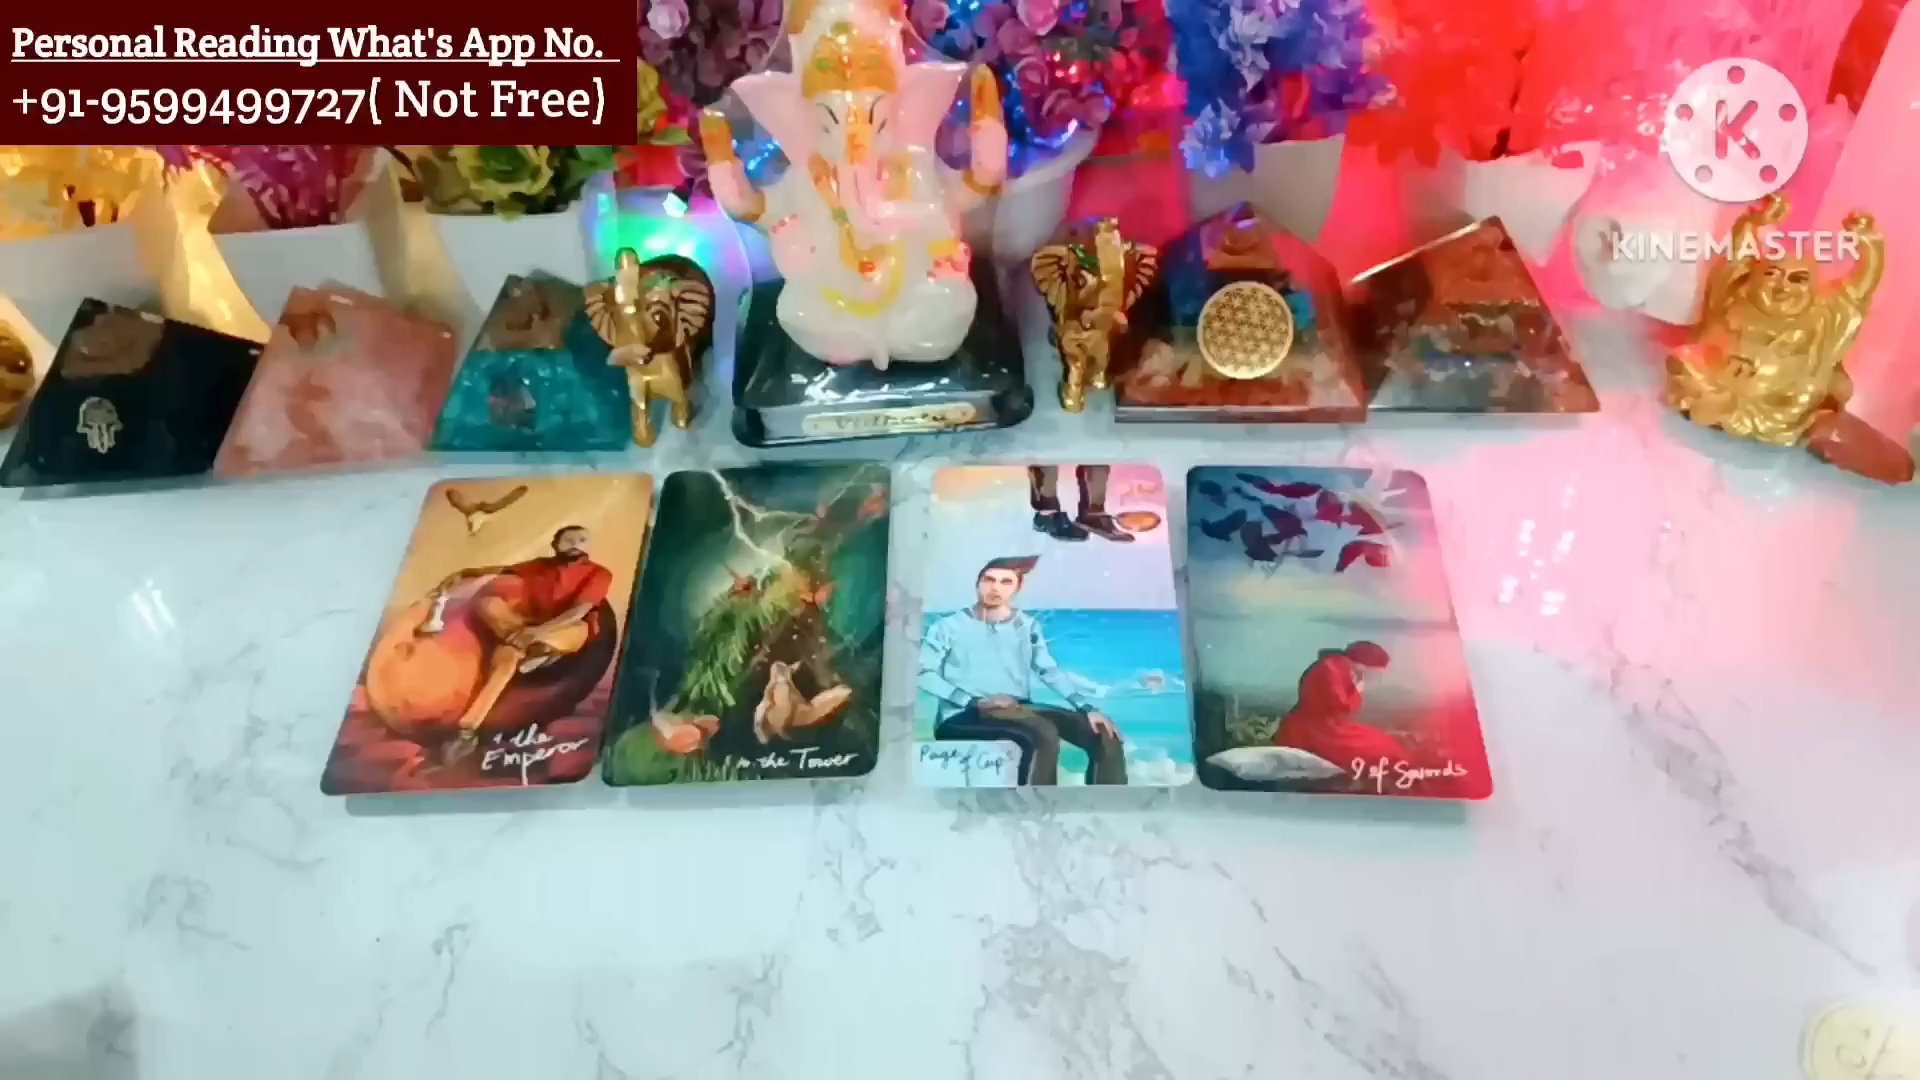 Personal Reading What's App No.
+91-9599499727( Not Free)
K
KINEMASTER
the
Emperor
the Tower
Page of Cups
9 of Swords